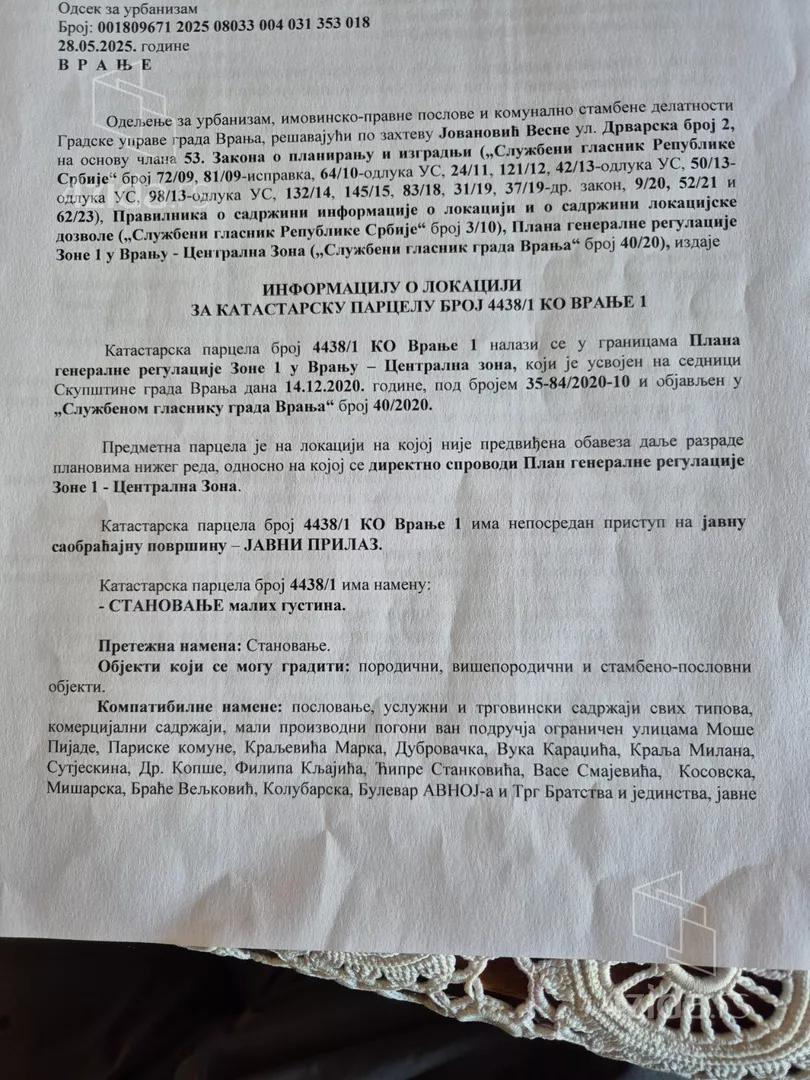 Одсек за урбанизам
Број: 001809671 2025 08033 004 031 353 018
28.05.2025. године
В Р А Њ Е
Одељење за урбанизам, имовинско-правне послове и комунално стамбене делатности
Градске управе града Врања, решавајући по захтеву Јовановић Весне ул. Дрварска број 2,
на основу члана 53. Закона о планирању и изградњи („Службени гласник Републике
Србије“ број 72/09, 81/09-исправка, 64/10-одлука УС, 24/11, 121/12, 42/13-одлука УС, 50/13-
одлука УС, 98/13-одлука УС, 132/14, 145/15, 83/18, 31/19, 37/19-др. закон, 9/20, 52/21 и
62/23), Правилника о садржини информације о локацији и о садржини локацијске
дозволе („Службени гласник Републике Србије“ број 3/10), Плана генералне регулације
Зоне 1 у Врању - Централна Зона („Службени гласник града Врања“ број 40/20), издаје
ИНФОРМАЦИЈУ О ЛОКАЦИЈИ
ЗА КАТАСТАРСКУ ПАРЦЕЛУ БРОЈ 4438/1 КО ВРАЊЕ 1
Катастарска парцела број 4438/1 КО Врање 1 налази се у границама Плана
генералне регулације Зоне 1 у Врању – Централна зона, који је усвојен на седници
Скупштине града Врања дана 14.12.2020. године, под бројем 35-84/2020-10 и објављен у
„Службеном гласнику града Врања“ број 40/2020.
Предметна парцела је на локацији на којој није предвиђена обавеза даље разраде
плановима нижег реда, односно на којој се директно спроводи План генералне регулације
Зоне 1 - Централна Зона.
Катастарска парцела број 4438/1 КО Врање 1 има непосредан приступ на јавну
саобраћајну површину – ЈАВНИ ПРИЛАЗ.
Катастарска парцела број 4438/1 има намену:
- СТАНОВАЊЕ малих густина.
Претежна намена: Становање.
Објекти који се могу градити: породични, вишепородични и стамбено-пословни
објекти.
Компатибилне намене: пословање, услужни и трговински садржаји свих типова,
комерцијални садржаји, мали производни погони ван подручја ограничен улицама Моше
Пијаде, Париске комуне, Краљевића Марка, Дубровачка, Вука Караџића, Краља Милана,
Сутјескина, Др. Копше, Филипа Кљајића, Ћипре Станковића, Васе Смајевића, Косовска,
Мишарска, Браће Вељковић, Колубарска, Булевар АВНОЈ-а и Трг Братства и јединства, јавне